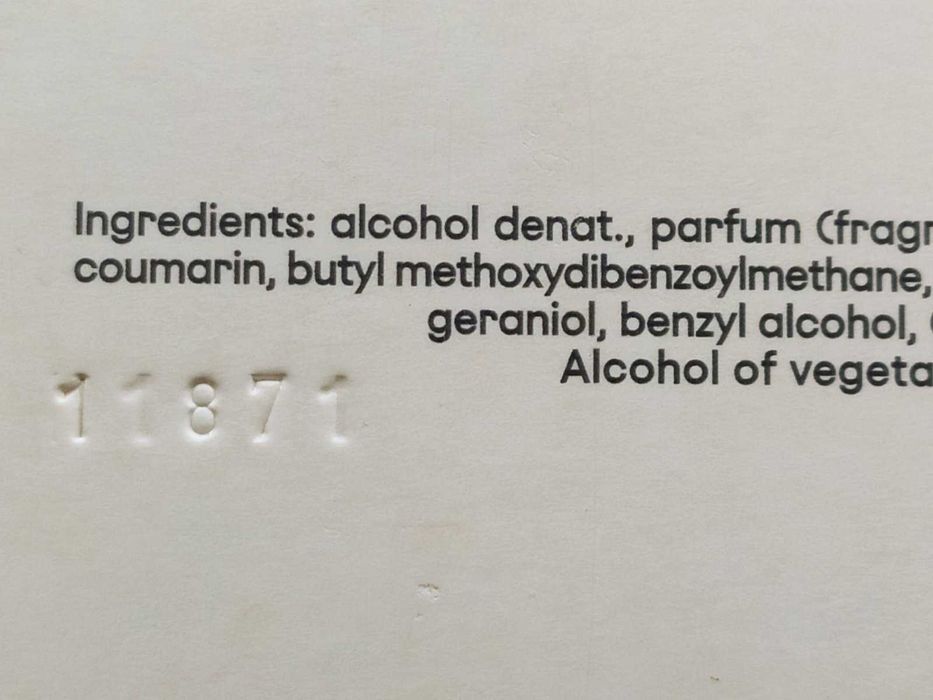 Ingredients: alcohol denat., parfum (fragr
coumarin, butyl methoxydibenzoylmethane,
geraniol, benzyl alcohol,
Alcohol of vegeta
11871